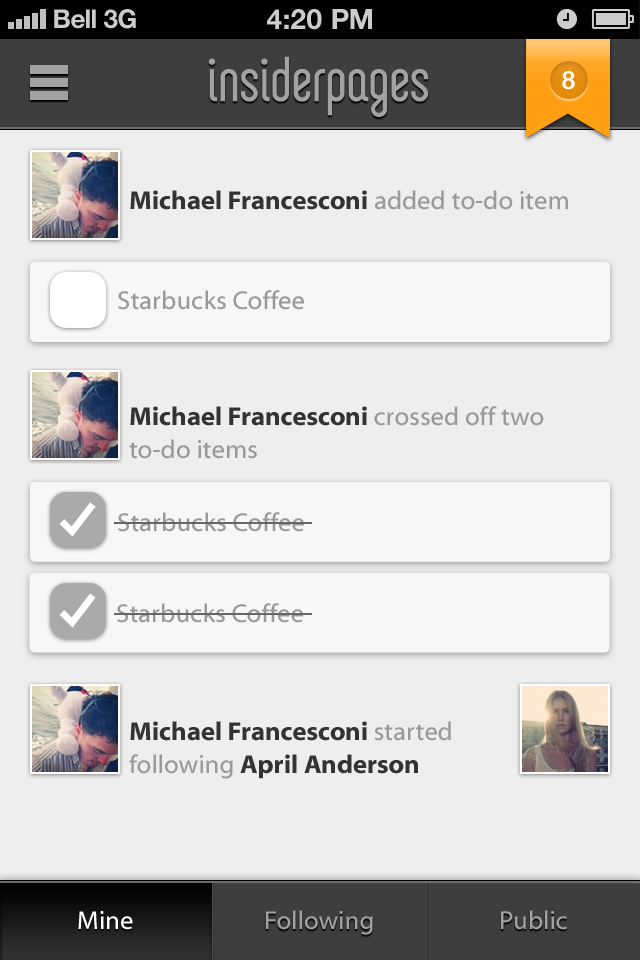 Bell 3G 4:20 PM
insiderpages 8
Michael Francesconi added to-do item
Starbucks Coffee
Michael Francesconi crossed off two
to-do items
Starbucks Coffee
Starbucks Coffee
Michael Francesconi started
following April Anderson
Mine Following Public